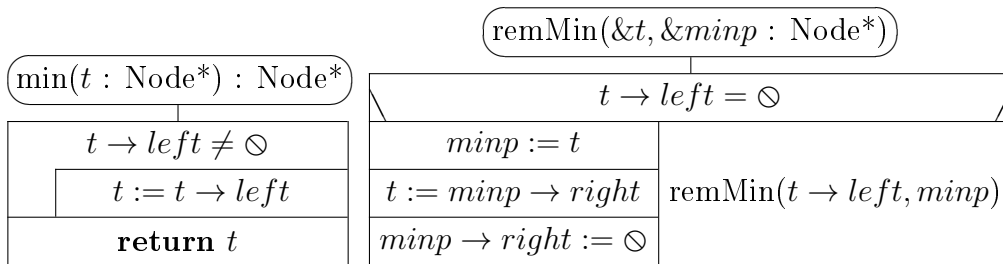 min(t : Node*) : Node*
t → left ≠ ⦸
t := t → left
return t
remMin(&t, &minp : Node*)
t → left = ⦸
minp := t
t := minp → right
minp → right := ⦸
remMin(t → left, minp)